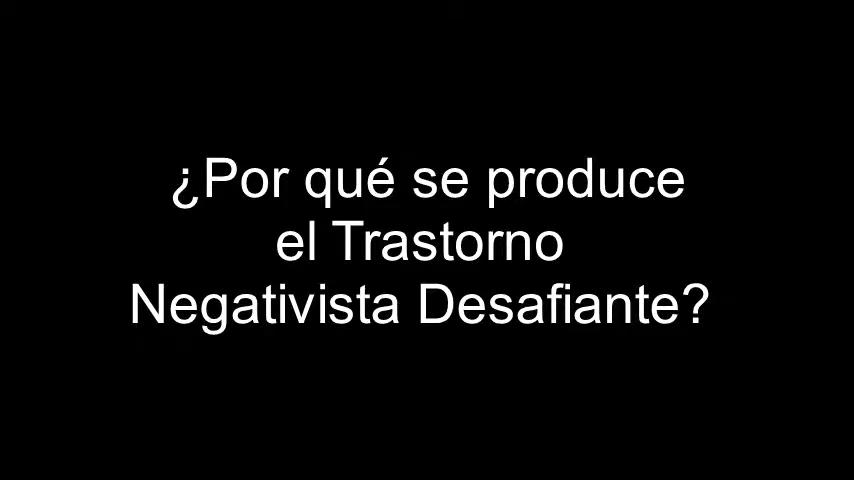 ¿Por qué se produce
el Trastorno
Negativista Desafiante?